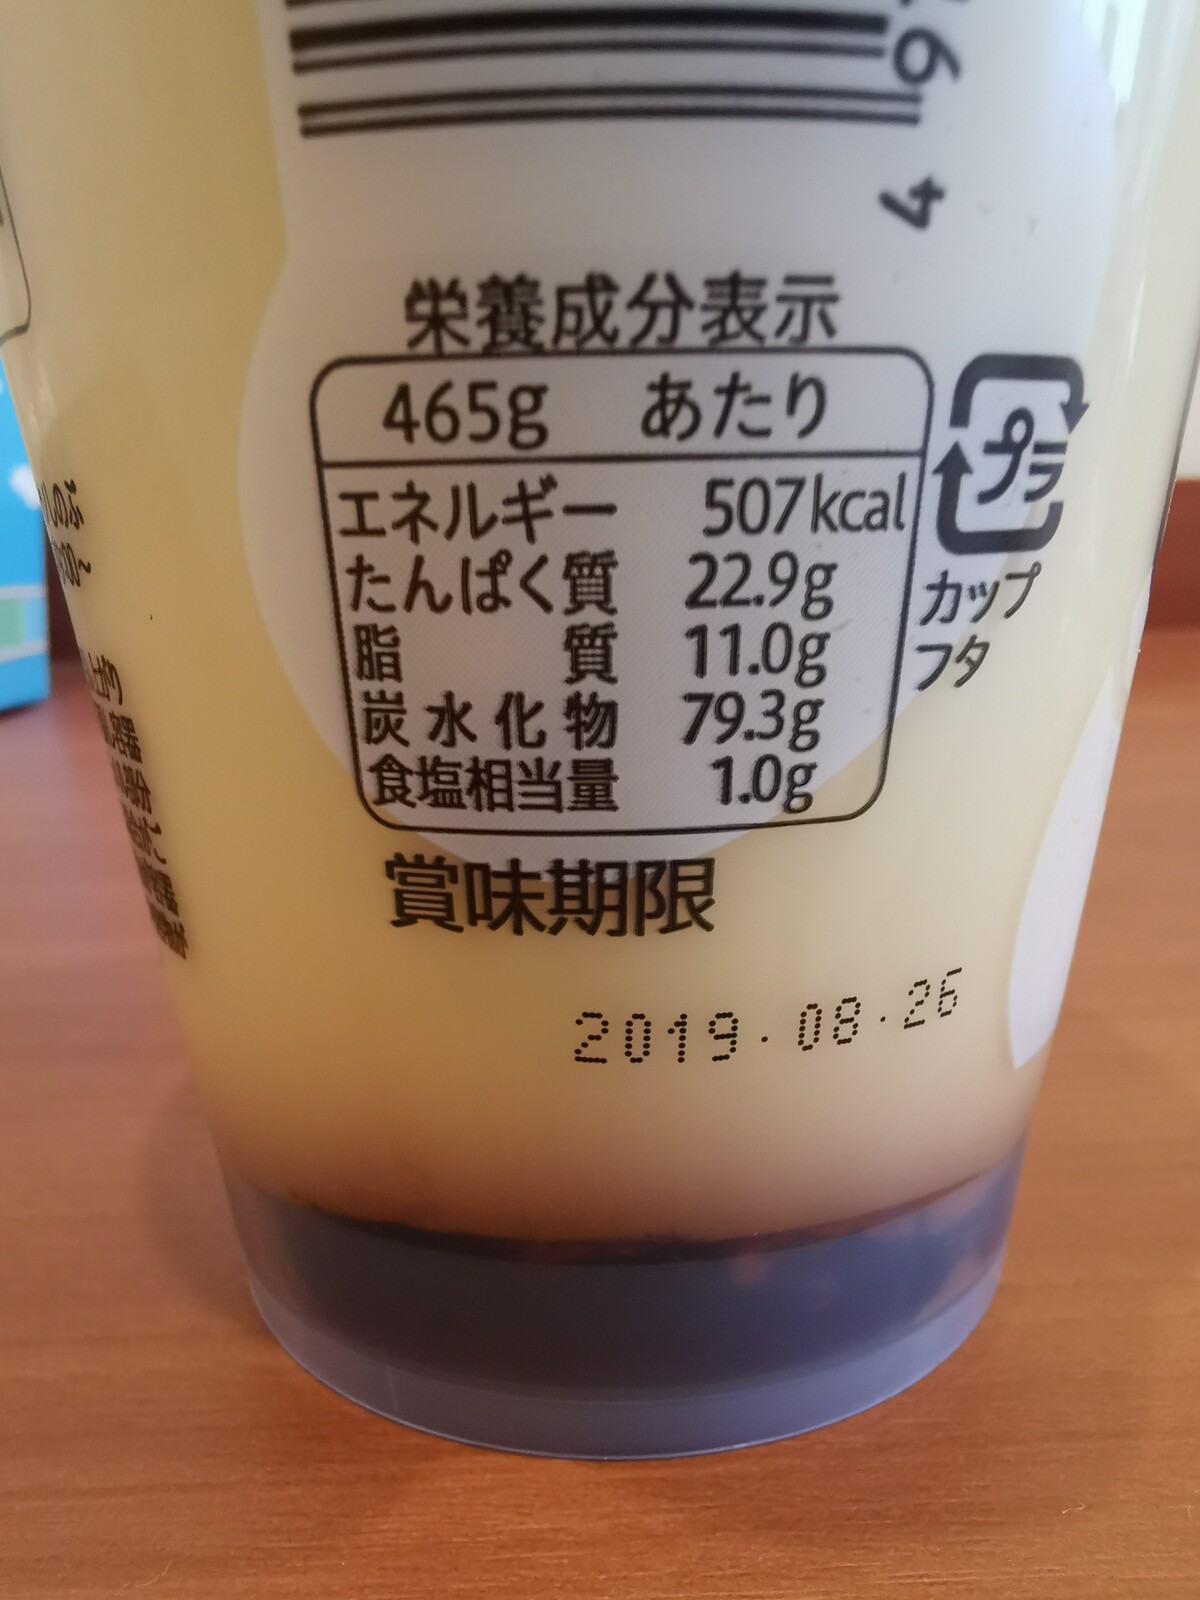 6
4
栄養成分表示
465g あたり
エネルギー 507kcal
たんぱく質 22.9g
脂質 11.0g
炭水化物 79.3g
食塩相当量 1.0g
プラ
カップ
フタ
賞味期限
2019.08.26